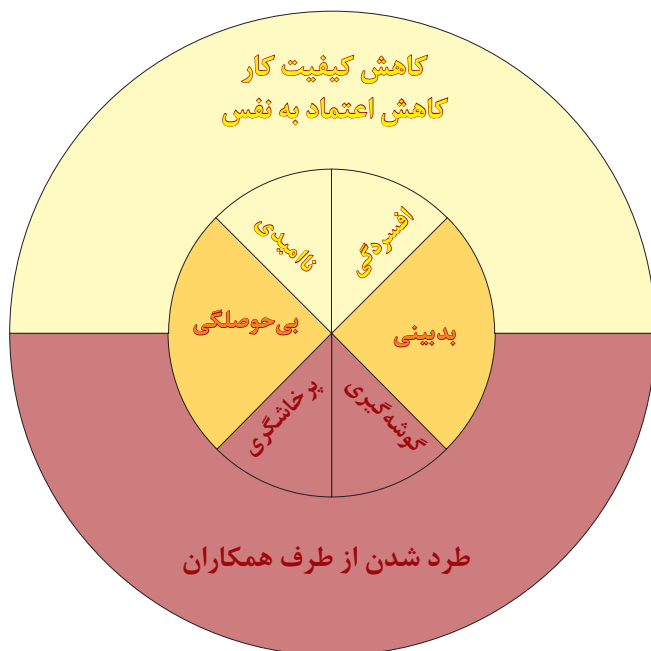 کاهش کیفیت کار
کاهش اعتماد به نفس
افسردگی
ناامیدی
بدبینی
بی‌حوصلگی
گوشه‌گیری
پرخاشگری
طرد شدن از طرف همکاران